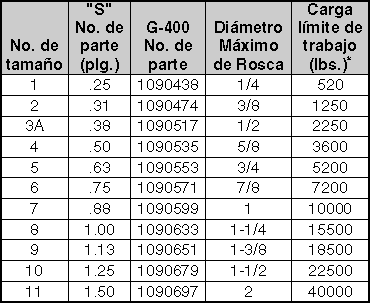 No. de tamaño | "S" No. de parte (plg.) | G-400 No. de parte | Diámetro Máximo de Rosca | Carga límite de trabajo (lbs.)*
1 | .25 | 1090438 | 1/4 | 520
2 | .31 | 1090474 | 3/8 | 1250
3A | .38 | 1090517 | 1/2 | 2250
4 | .50 | 1090535 | 5/8 | 3600
5 | .63 | 1090553 | 3/4 | 5200
6 | .75 | 1090571 | 7/8 | 7200
7 | .88 | 1090599 | 1 | 10000
8 | 1.00 | 1090633 | 1-1/4 | 15500
9 | 1.13 | 1090651 | 1-3/8 | 18500
10 | 1.25 | 1090679 | 1-1/2 | 22500
11 | 1.50 | 1090697 | 2 | 40000